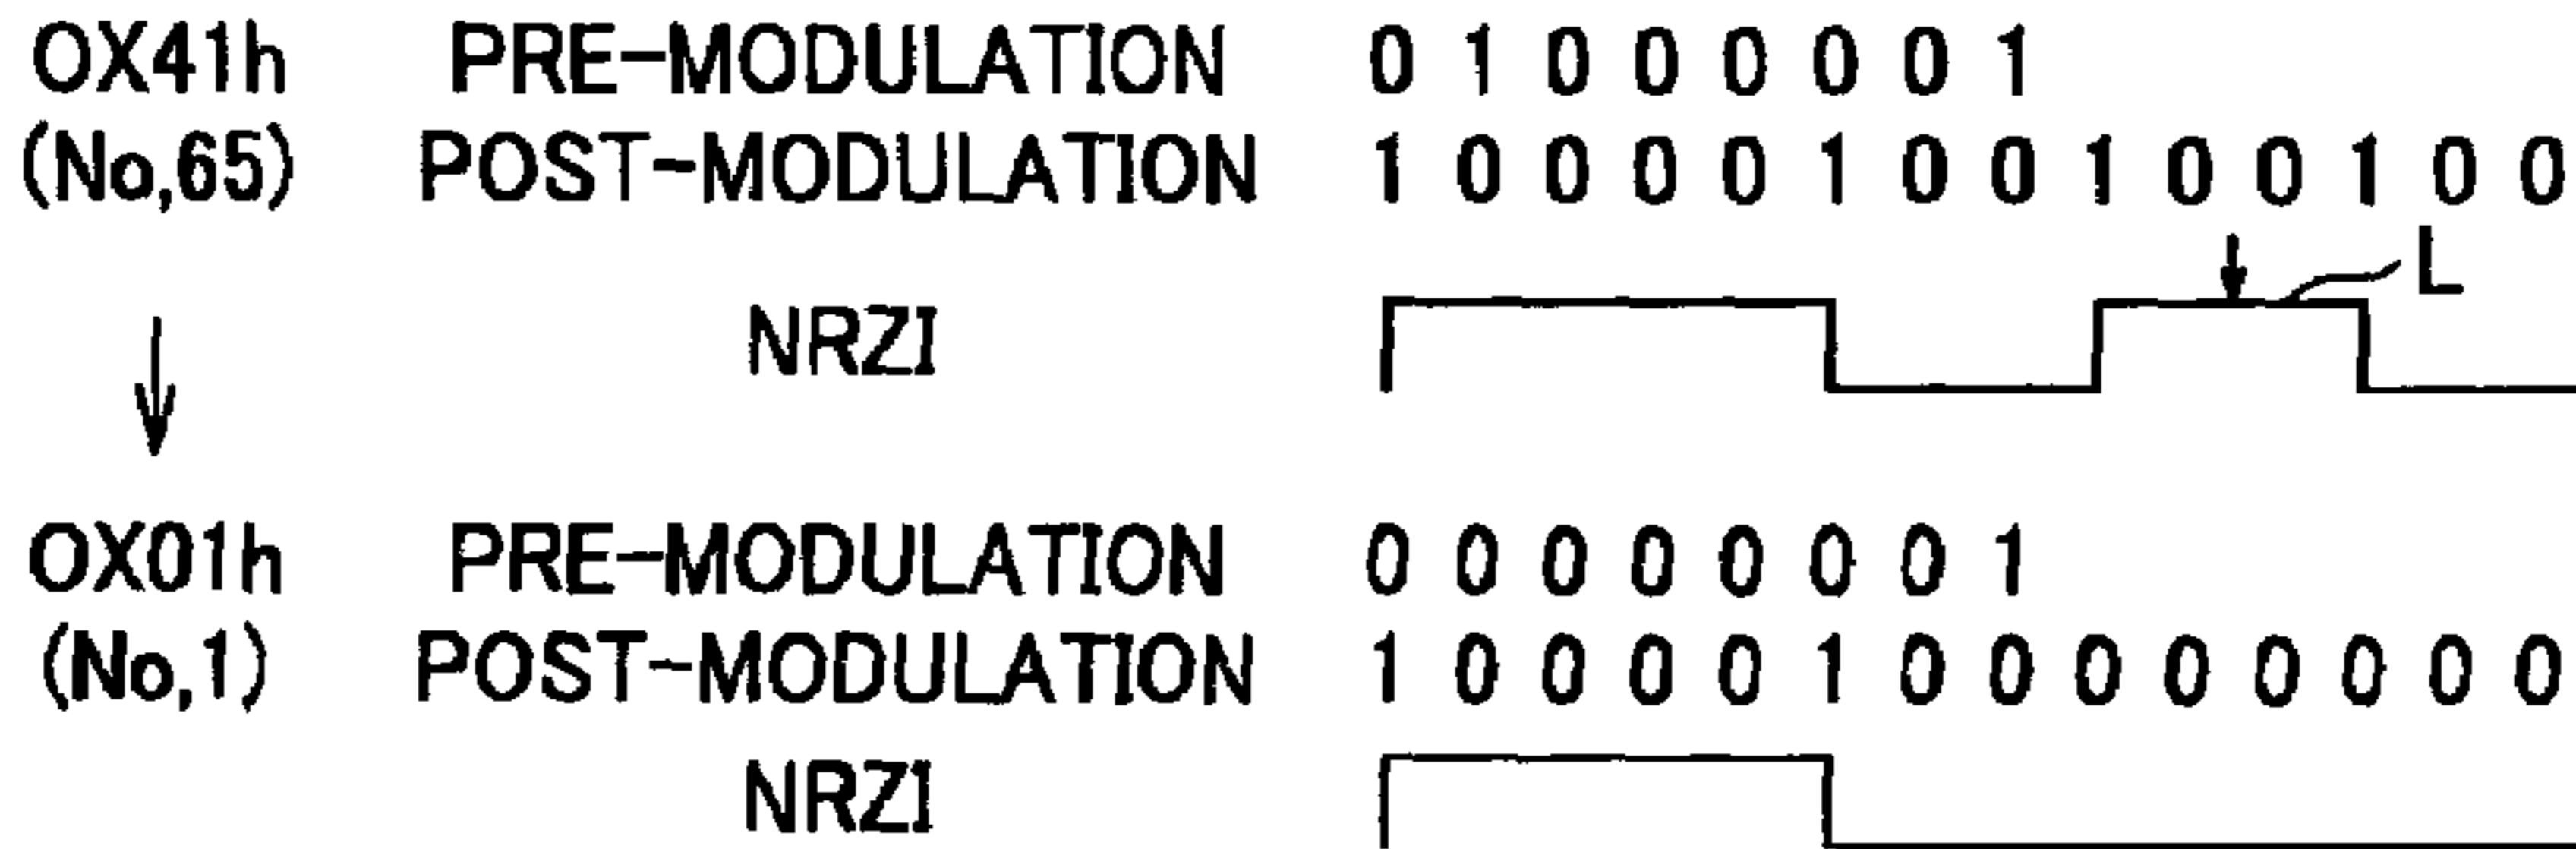 OX41h PRE-MODULATION 0 1 0 0 0 0 0 1
(No,65) POST-MODULATION 1 0 0 0 0 1 0 0 1 0 0 1 0 0
L
NRZI
OX01h PRE-MODULATION 0 0 0 0 0 0 0 1
(No,1) POST-MODULATION 1 0 0 0 0 1 0 0 0 0 0 0 0 0
NRZI